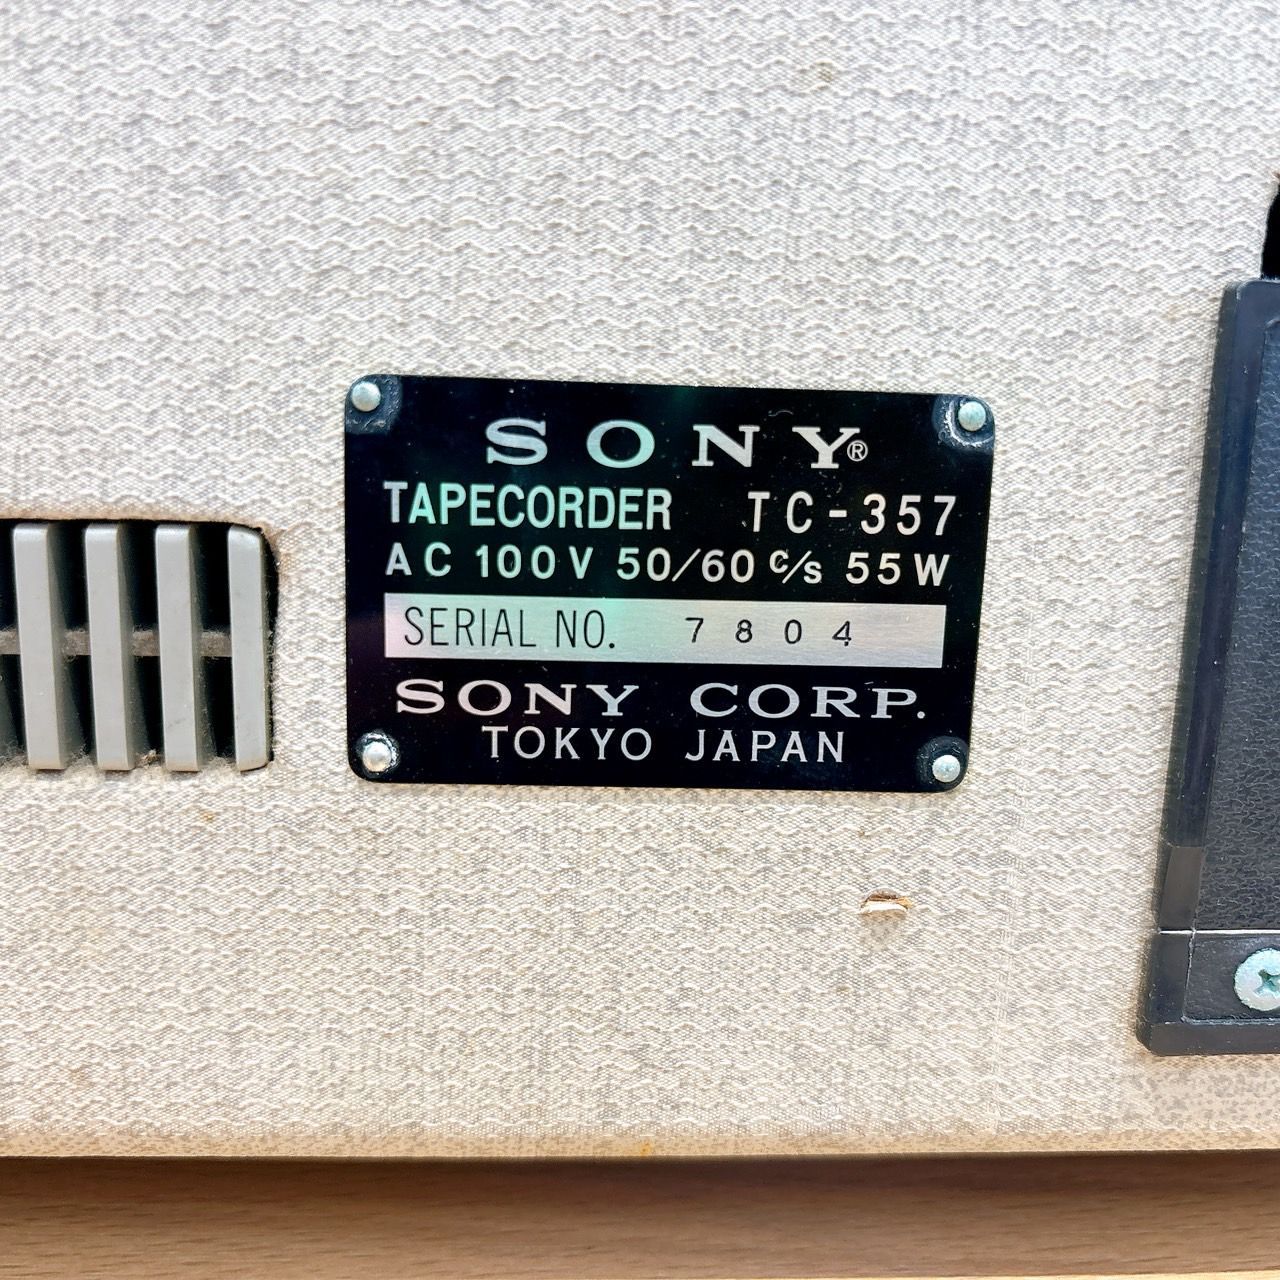 SONY®
TAPECORDER TC-357
AC 100V 50/60 c/s 55W
SERIAL NO. 7804
SONY CORP.
TOKYO JAPAN